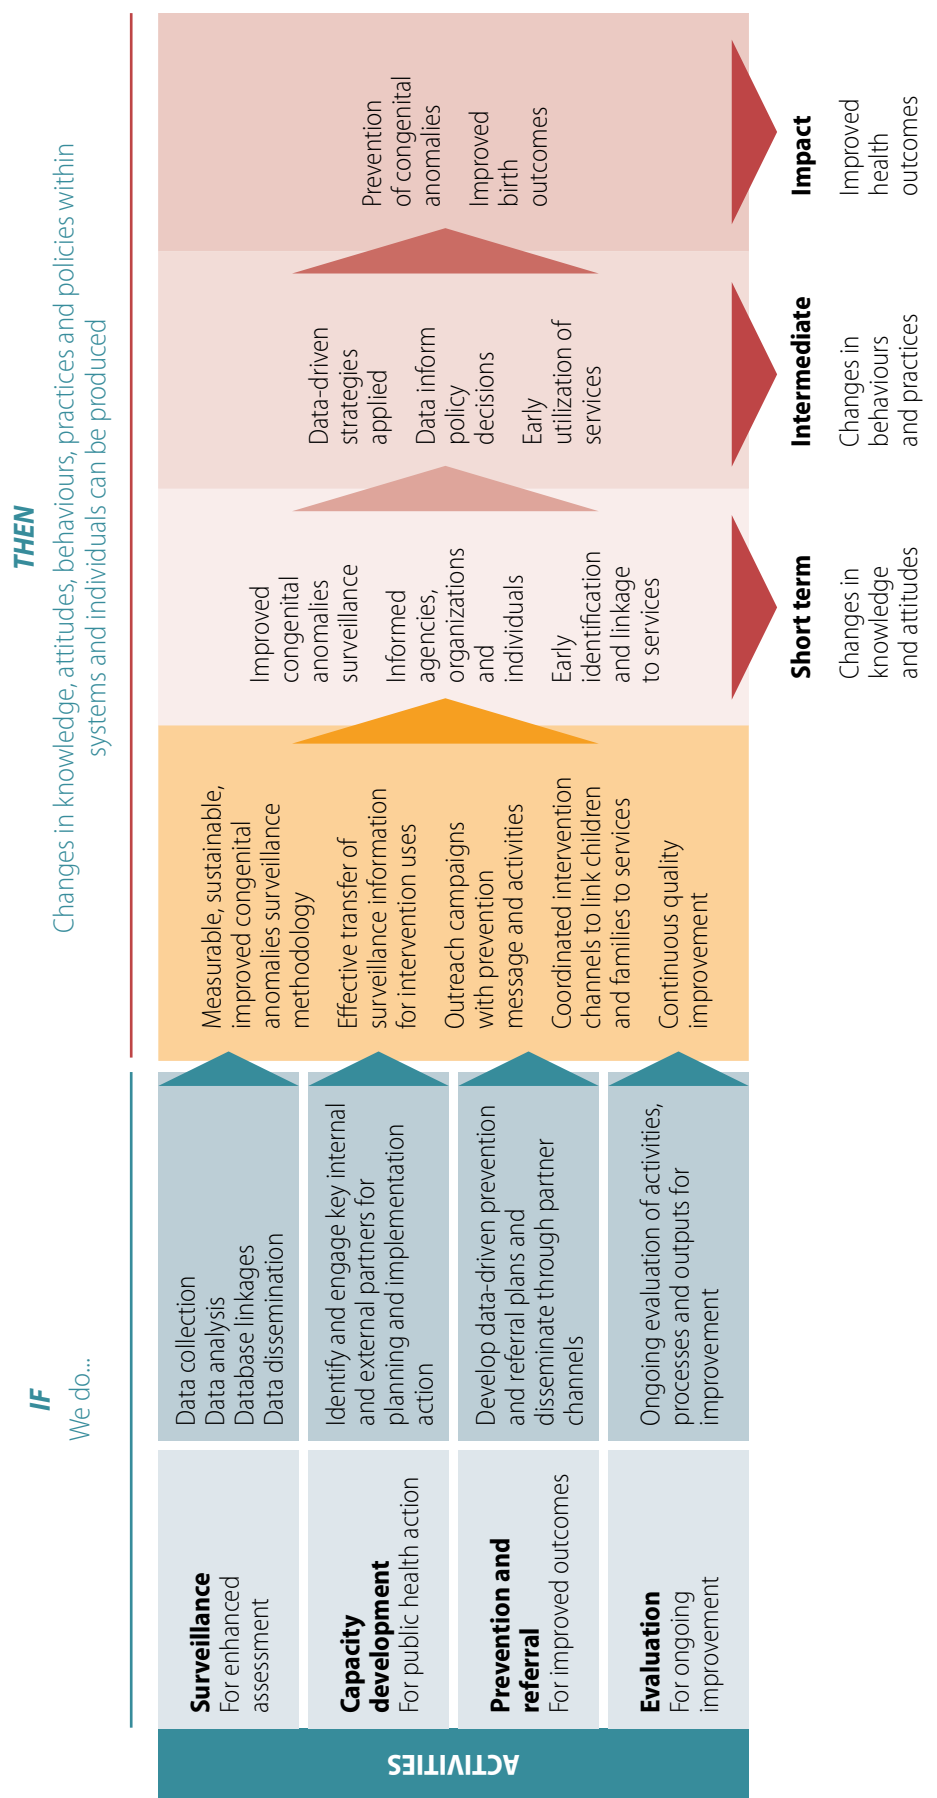 IF
We do...
THEN
Changes in knowledge, attitudes, behaviours, practices and policies within
systems and individuals can be produced
ACTIVITIES
Surveillance
For enhanced
assessment
Data collection
Data analysis
Database linkages
Data dissemination
Capacity
development
For public health action
Identify and engage key internal
and external partners for
planning and implementation
action
Prevention and
referral
For improved outcomes
Develop data-driven prevention
and referral plans and
disseminate through partner
channels
Evaluation
For ongoing
improvement
Ongoing evaluation of activities,
processes and outputs for
improvement
Measurable, sustainable,
improved congenital
anomalies surveillance
methodology
Effective transfer of
surveillance information
for intervention uses
Outreach campaigns
with prevention
message and activities
Coordinated intervention
channels to link children
and families to services
Continuous quality
improvement
Improved
congenital
anomalies
surveillance
Informed
agencies,
organizations
and
individuals
Early
identification
and linkage
to services
Data-driven
strategies
applied
Data inform
policy
decisions
Early
utilization of
services
Prevention
of congenital
anomalies
Improved
birth
outcomes
Short term
Changes in
knowledge
and attitudes
Intermediate
Changes in
behaviours
and practices
Impact
Improved
health
outcomes